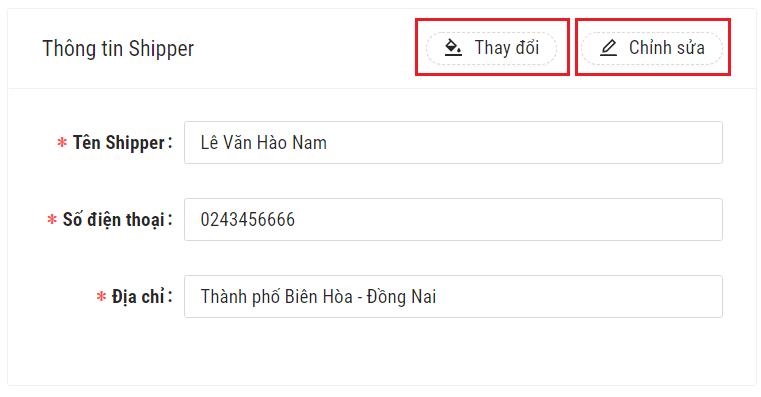 Thông tin Shipper Thay đổi Chỉnh sửa
* Tên Shipper: Lê Văn Hào Nam
* Số điện thoại: 0243456666
* Địa chỉ: Thành phố Biên Hòa - Đồng Nai